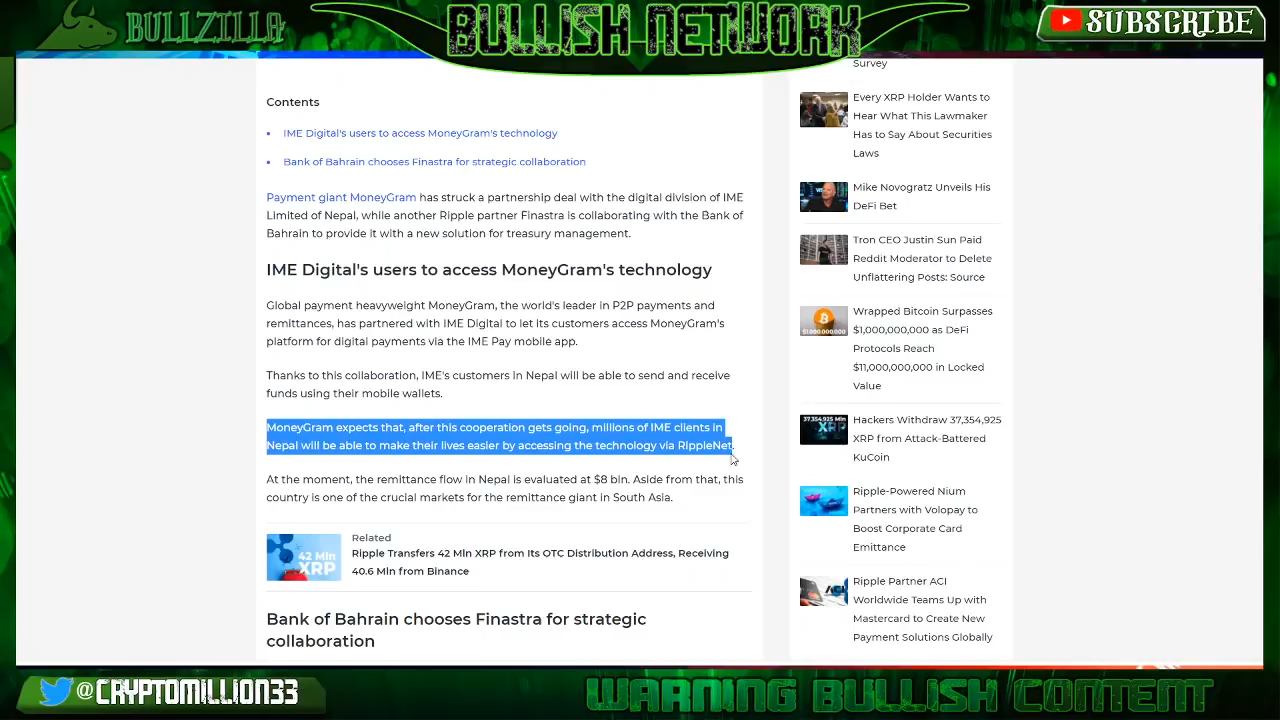 BULLZILLA
BULLISH NETWORK
SUBSCRIBE
Contents
IME Digital's users to access MoneyGram's technology
Bank of Bahrain chooses Finastra for strategic collaboration
Payment giant MoneyGram has struck a partnership deal with the digital division of IME
Limited of Nepal, while another Ripple partner Finastra is collaborating with the Bank of
Bahrain to provide it with a new solution for treasury management.
IME Digital's users to access MoneyGram's technology
Global payment heavyweight MoneyGram, the world's leader in P2P payments and
remittances, has partnered with IME Digital to let its customers access MoneyGram's
platform for digital payments via the IME Pay mobile app.
Thanks to this collaboration, IME's customers in Nepal will be able to send and receive
funds using their mobile wallets.
MoneyGram expects that, after this cooperation gets going, millions of IME clients in
Nepal will be able to make their lives easier by accessing the technology via RippleNet.
At the moment, the remittance flow in Nepal is evaluated at $8 bln. Aside from that, this
country is one of the crucial markets for the remittance giant in South Asia.
42 Mln
XRP
Related
Ripple Transfers 42 Mln XRP from Its OTC Distribution Address, Receiving
40.6 Mln from Binance
Bank of Bahrain chooses Finastra for strategic
collaboration
Survey
Every XRP Holder Wants to
Hear What This Lawmaker
Has to Say About Securities
Laws
Mike Novogratz Unveils His
DeFi Bet
Tron CEO Justin Sun Paid
Reddit Moderator to Delete
Unflattering Posts: Source
$1,000,000,000
Wrapped Bitcoin Surpasses
$1,000,000,000 as DeFi
Protocols Reach
$11,000,000,000 in Locked
Value
37,354,925 Mln
XRP
Hackers Withdraw 37,354,925
XRP from Attack-Battered
KuCoin
Ripple-Powered Nium
Partners with Volopay to
Boost Corporate Card
Emittance
Ripple Partner ACI
Worldwide Teams Up with
Mastercard to Create New
Payment Solutions Globally
@CRYPTOMILLION33
WARNING BULLISH CONTENT